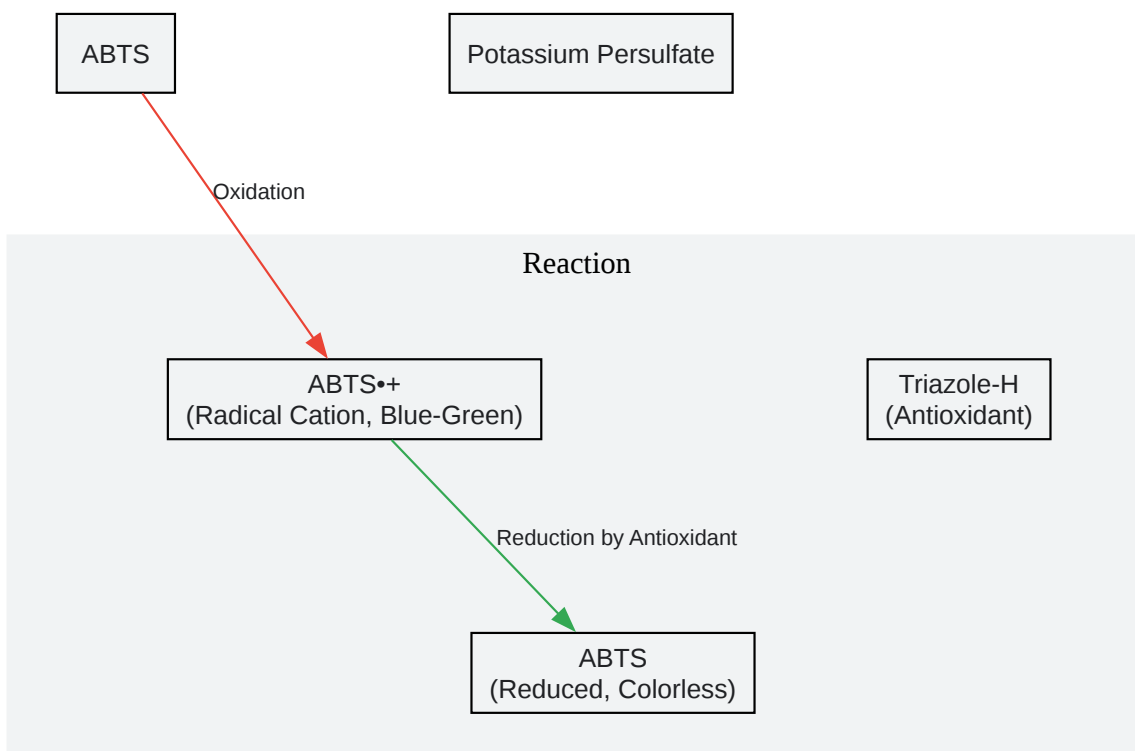 ABTS
Potassium Persulfate
Oxidation
Reaction
ABTS•+
(Radical Cation, Blue-Green)
Triazole-H
(Antioxidant)
Reduction by Antioxidant
ABTS
(Reduced, Colorless)